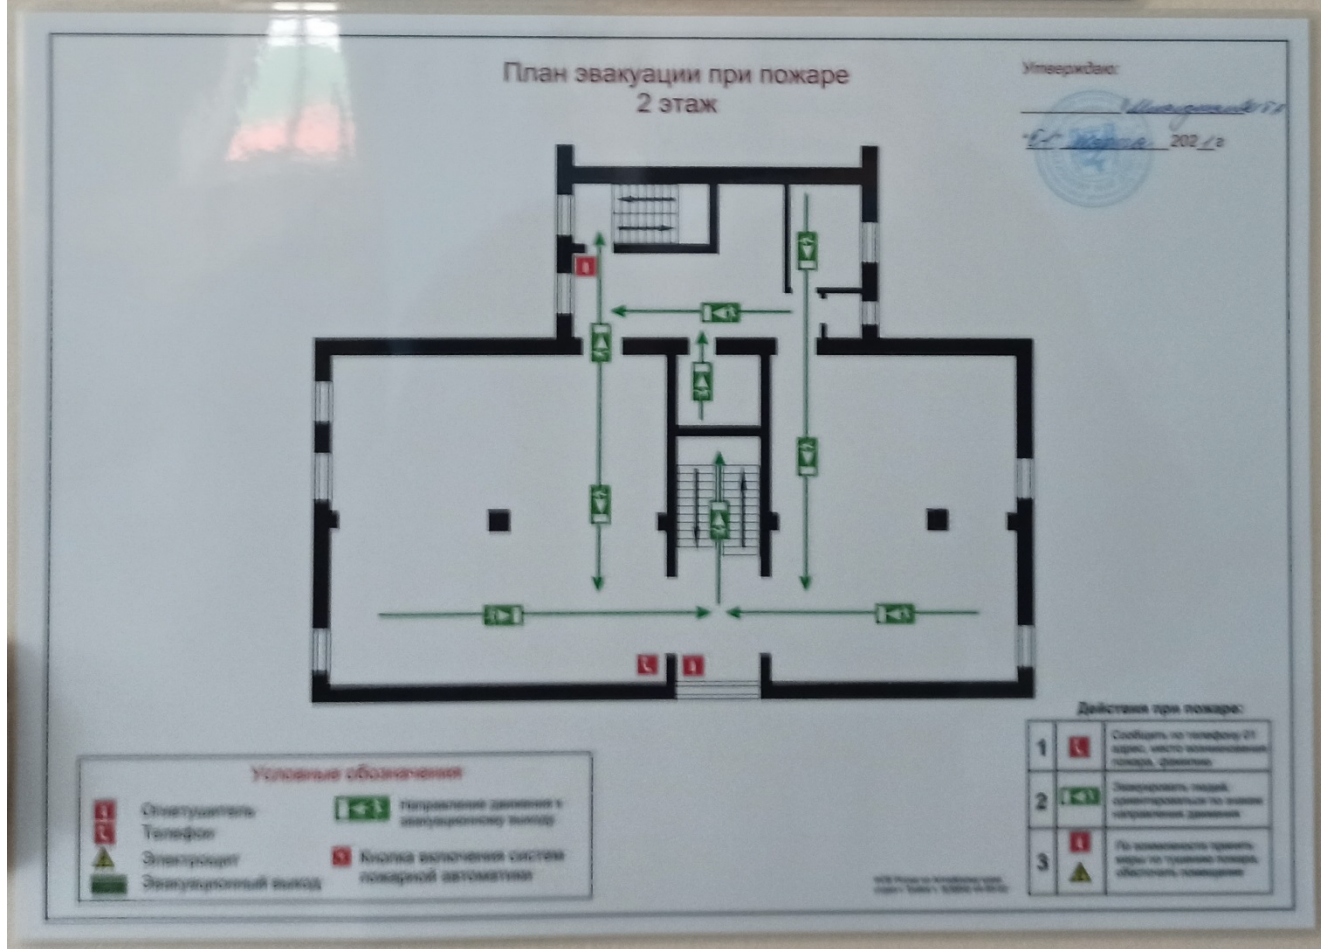 План эвакуации при пожаре
2 этаж
Утверждаю:
2021 г
Условные обозначения
Огнетушитель
Телефон
Электрощит
Эвакуационный выход
Направление движения к
эвакуационному выходу
Кнопка включения систем
пожарной автоматики
Действия при пожаре:
1
Сообщить по телефону 01
адрес, место возникновения
пожара, фамилию
2
Эвакуировать людей,
ориентироваться по знакам
направления движения
3
По возможности принять
меры по тушению пожара,
обесточить помещение